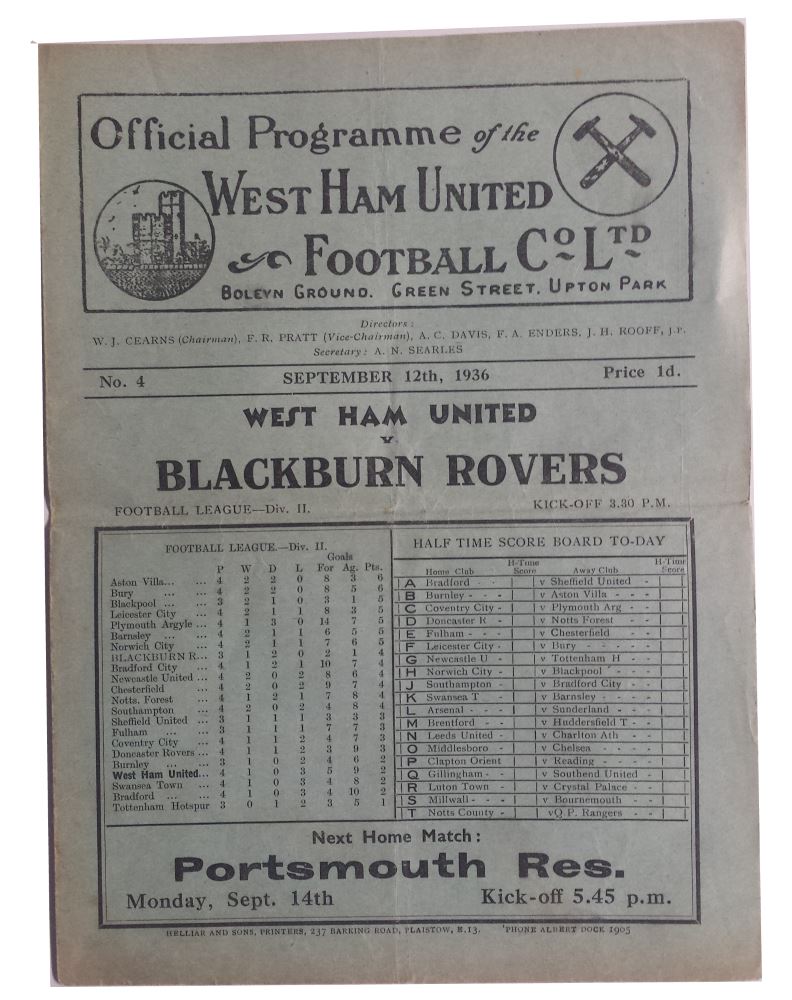 Official Programme of the
WEST HAM UNITED
FOOTBALL Co. LTD
BOLEYN GROUND. GREEN STREET. UPTON PARK
Directors:
W. J. CEARNS (Chairman), F. R. PRATT (Vice-Chairman), A. C. DAVIS, F. A. ENDERS, J. H. ROOFF, J.P.
Secretary: A. N. SEARLES
No. 4 SEPTEMBER 12th, 1936 Price 1d.
WEST HAM UNITED
v.
BLACKBURN ROVERS
FOOTBALL LEAGUE—Div. II. KICK-OFF 3.30 P.M.
FOOTBALL LEAGUE.—Div. II.
Goals
P W D L For Ag. Pts.
Aston Villa... ... 4 2 2 0 8 3 6
Bury ... ... 4 2 2 0 8 5 6
Blackpool ... ... 3 2 1 0 3 1 5
Leicester City ... 4 2 1 1 8 3 5
Plymouth Argyle ... 4 1 3 0 14 7 5
Barnsley ... ... 4 2 1 1 6 5 5
Norwich City ... 4 2 1 1 7 6 5
BLACKBURN R... 3 1 2 0 2 1 4
Bradford City ... 4 1 2 1 10 7 4
Newcastle United ... 4 2 0 2 8 6 4
Chesterfield ... 4 2 0 2 9 7 4
Notts. Forest ... 4 1 2 1 7 8 4
Southampton ... 4 2 0 2 4 8 4
Sheffield United ... 3 1 1 1 3 3 3
Fulham ... ... 3 1 1 1 7 7 3
Coventry City ... 4 1 1 2 4 7 3
Doncaster Rovers ... 4 1 1 2 3 9 3
Burnley ... ... 3 1 0 2 4 6 2
West Ham United... 4 1 0 3 5 9 2
Swansea Town ... 4 1 0 3 4 8 2
Bradford ... ... 4 1 0 3 4 10 2
Tottenham Hotspur 3 0 1 2 3 5 1
HALF TIME SCORE BOARD TO-DAY
Home Club H-Time Score Away Club H-Time Score
A Bradford - - v Sheffield United -
B Burnley - - - v Aston Villa - - -
C Coventry City - v Plymouth Arg - -
D Doncaster R - v Notts Forest - -
E Fulham - - - v Chesterfield - -
F Leicester City - v Bury - - - - -
G Newcastle U - v Tottenham H - -
H Norwich City - v Blackpool - - -
J Southampton - v Bradford City - -
K Swansea T - v Barnsley - - - -
L Arsenal - - - v Sunderland - - -
M Brentford - - v Huddersfield T - -
N Leeds United - v Charlton Ath - -
O Middlesboro - v Chelsea - - - -
P Clapton Orient v Reading - - - -
Q Gillingham - - v Southend United -
R Luton Town - v Crystal Palace - -
S Millwall - - - v Bournemouth - -
T Notts County - v Q.P. Rangers - -
Next Home Match:
Portsmouth Res.
Monday, Sept. 14th Kick-off 5.45 p.m.
HELLIAR AND SONS, PRINTERS, 237 BARKING ROAD, PLAISTOW, E.13. 'PHONE ALBERT DOCK 1905